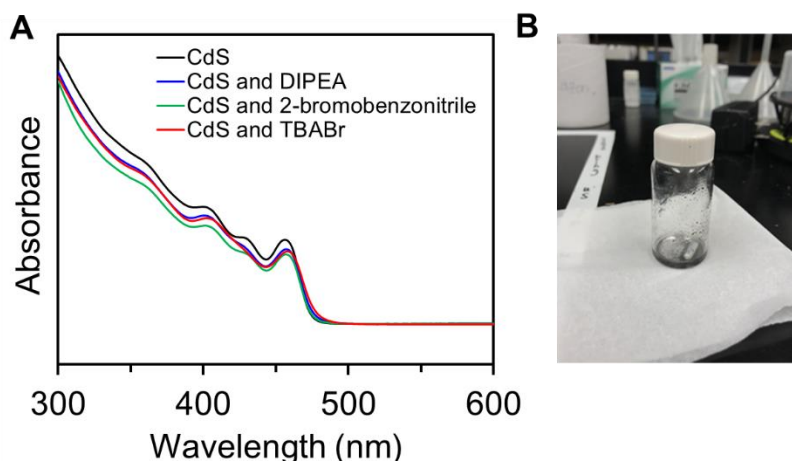 A
B
CdS
CdS and DIPEA
CdS and 2-bromobenzonitrile
CdS and TBABr
Absorbance
300
400
500
600
Wavelength (nm)